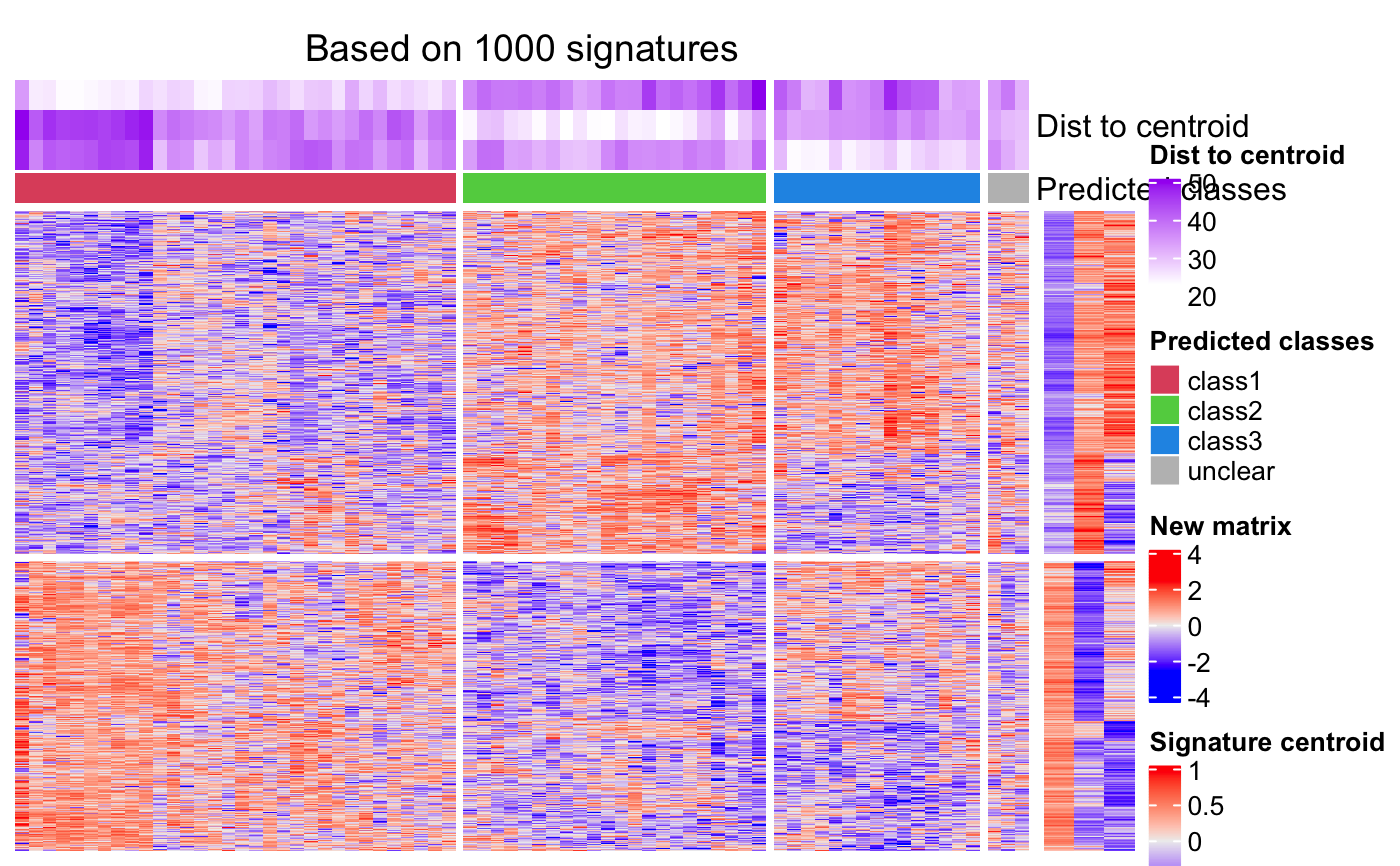 Based on 1000 signatures
Dist to centroid
Predicted classes
Dist to centroid
50
40
30
20
Predicted classes
class1
class2
class3
unclear
New matrix
4
2
0
-2
-4
Signature centroid
1
0.5
0